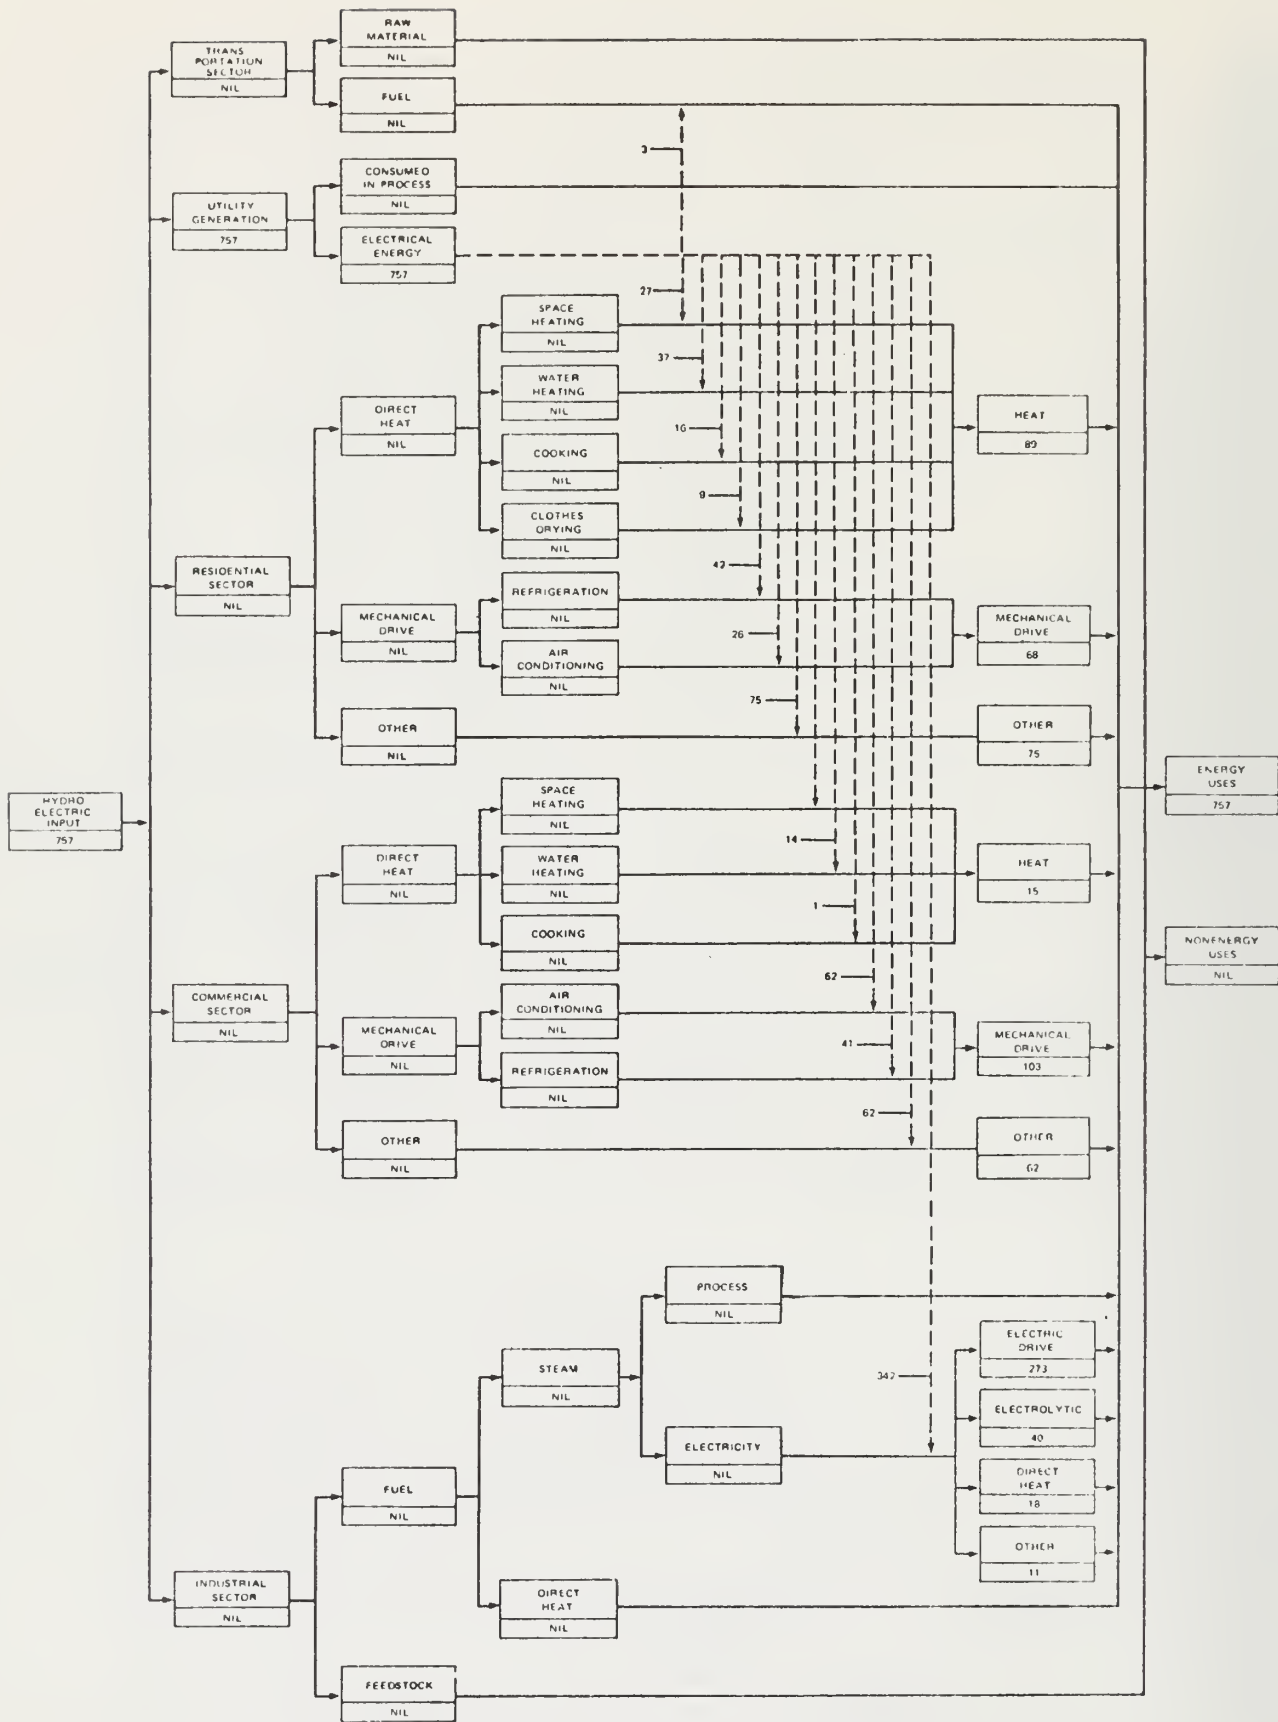 RAW
MATERIAL
NIL
TRANS
PORTATION
SECTOR
NIL
FUEL
NIL
3
CONSUMED
IN PROCESS
NIL
UTILITY
GENERATION
757
ELECTRICAL
ENERGY
757
27
SPACE
HEATING
NIL
37
WATER
HEATING
NIL
DIRECT
HEAT
NIL
HEAT
89
16
COOKING
NIL
9
CLOTHES
DRYING
NIL
42
RESIDENTIAL
SECTOR
NIL
REFRIGERATION
NIL
MECHANICAL
DRIVE
NIL
26
MECHANICAL
DRIVE
68
AIR
CONDITIONING
NIL
75
OTHER
NIL
OTHER
75
ENERGY
USES
757
HYDRO
ELECTRIC
INPUT
757
SPACE
HEATING
NIL
14
DIRECT
HEAT
NIL
WATER
HEATING
NIL
HEAT
15
1
COOKING
NIL
NONENERGY
USES
NIL
62
COMMERCIAL
SECTOR
NIL
AIR
CONDITIONING
NIL
MECHANICAL
DRIVE
NIL
41
MECHANICAL
DRIVE
103
REFRIGERATION
NIL
62
OTHER
NIL
OTHER
62
PROCESS
NIL
ELECTRIC
DRIVE
273
STEAM
NIL
342
ELECTROLYTIC
40
ELECTRICITY
NIL
FUEL
NIL
DIRECT
HEAT
18
OTHER
11
INDUSTRIAL
SECTOR
NIL
DIRECT
HEAT
NIL
FEEDSTOCK
NIL